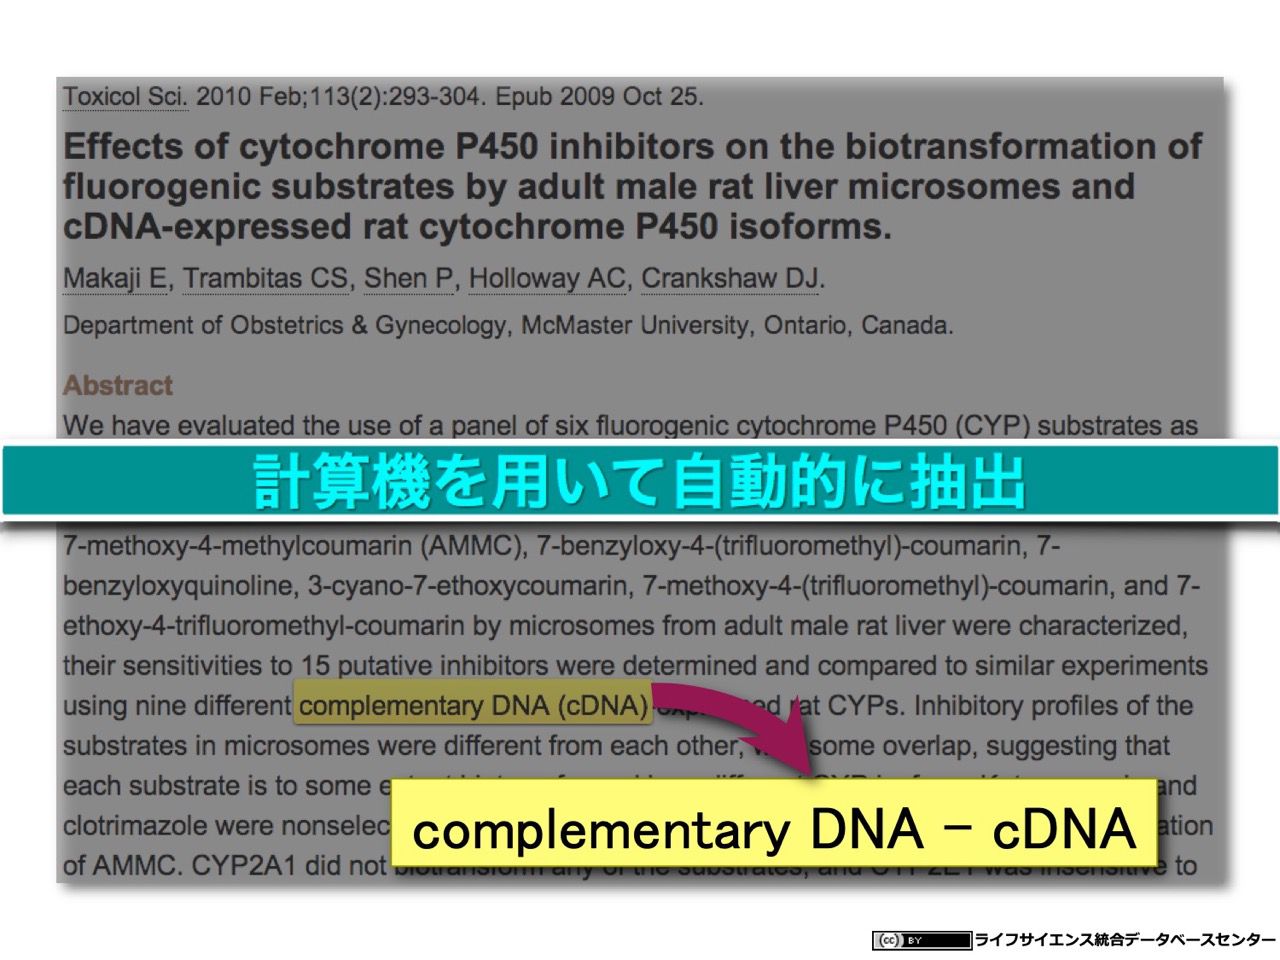 Toxicol Sci. 2010 Feb;113(2):293-304. Epub 2009 Oct 25.
Effects of cytochrome P450 inhibitors on the biotransformation of
fluorogenic substrates by adult male rat liver microsomes and
cDNA-expressed rat cytochrome P450 isoforms.
Makaji E, Trambitas CS, Shen P, Holloway AC, Crankshaw DJ.
Department of Obstetrics & Gynecology, McMaster University, Ontario, Canada.
Abstract
We have evaluated the use of a panel of six fluorogenic cytochrome P450 (CYP) substrates as
計算機を用いて自動的に抽出
7-methoxy-4-methylcoumarin (AMMC), 7-benzyloxy-4-(trifluoromethyl)-coumarin, 7-
benzyloxyquinoline, 3-cyano-7-ethoxycoumarin, 7-methoxy-4-(trifluoromethyl)-coumarin, and 7-
ethoxy-4-trifluoromethyl-coumarin by microsomes from adult male rat liver were characterized,
their sensitivities to 15 putative inhibitors were determined and compared to similar experiments
using nine different complementary DNA (cDNA) rat CYPs. Inhibitory profiles of the
substrates in microsomes were different from each other, some overlap, suggesting that
each substrate is to some and
clotrimazole were
complementary DNA - cDNA
of AMMC. CYP2A1 did not biotransform any of the substrates, and CYP2E1 was insensitive to
(cc) BY ライフサイエンス統合データベースセンター